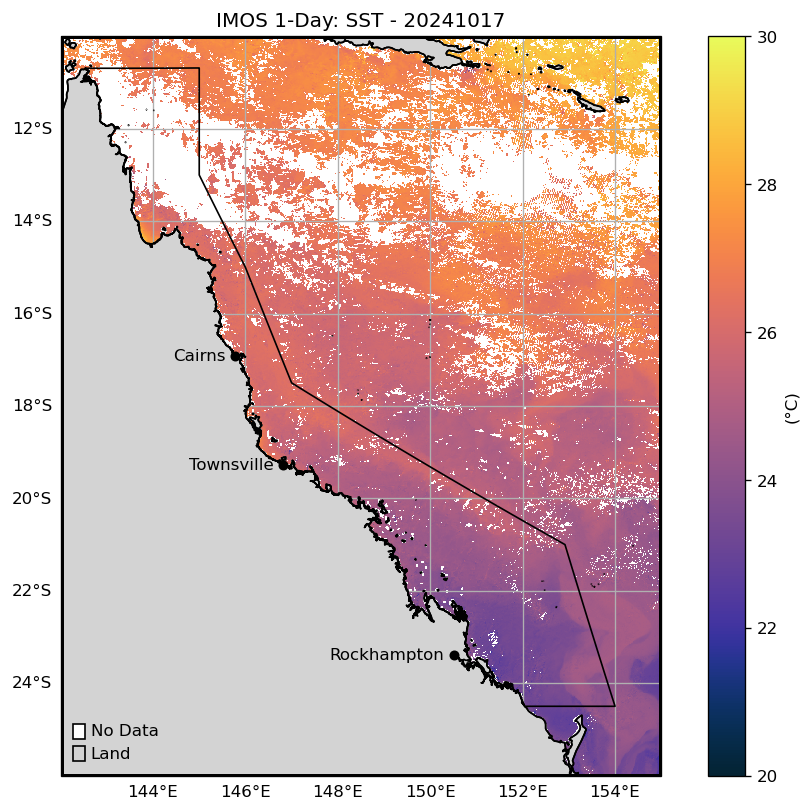 IMOS 1-Day: SST - 20241017
12°S
14°S
16°S
18°S
20°S
22°S
24°S
Cairns
Townsville
Rockhampton
No Data
Land
144°E 146°E 148°E 150°E 152°E 154°E
30
28
26
24
22
20
(°C)